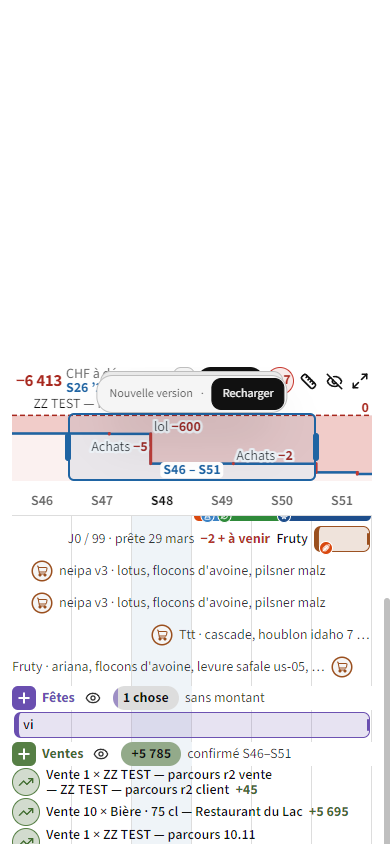 −6 413 CHF à dé
S26 '
7
Nouvelle version · Recharger
ZZ TEST —
0
lol −600
Achats −5
Achats −2
S46 – S51
S46 S47 S48 S49 S50 S51
J0 / 99 · prête 29 mars −2 + à venir Fruty
neipa v3 · lotus, flocons d'avoine, pilsner malz
neipa v3 · lotus, flocons d'avoine, pilsner malz
Ttt · cascade, houblon idaho 7 …
Fruty · ariana, flocons d'avoine, levure safale us-05, …
Fêtes 1 chose sans montant
vi
Ventes +5 785 confirmé S46–S51
Vente 1 × ZZ TEST — parcours r2 vente
— ZZ TEST — parcours r2 client +45
Vente 10 × Bière · 75 cl — Restaurant du Lac +5 695
Vente 1 × ZZ TEST — parcours 10.11